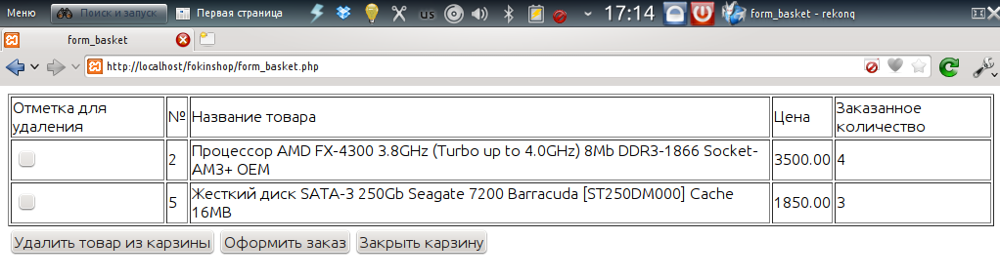 Меню Поиск и запуск Первая страница us 17:14 form_basket - rekonq
form_basket
http://localhost/fokinshop/form_basket.php
Отметка для удаления № Название товара Цена Заказанное количество
2 Процессор AMD FX-4300 3.8GHz (Turbo up to 4.0GHz) 8Mb DDR3-1866 Socket-
AM3+ OEM 3500.00 4
5 Жесткий диск SATA-3 250Gb Seagate 7200 Barracuda [ST250DM000] Cache
16MB 1850.00 3
Удалить товар из карзины Оформить заказ Закрыть карзину